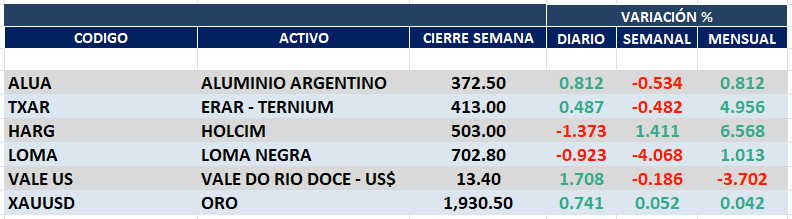 VARIACIÓN %
CODIGO ACTIVO CIERRE SEMANA DIARIO SEMANAL MENSUAL
ALUA ALUMINIO ARGENTINO 372.50 0.812 -0.534 0.812
TXAR ERAR - TERNIUM 413.00 0.487 -0.482 4.956
HARG HOLCIM 503.00 -1.373 1.411 6.568
LOMA LOMA NEGRA 702.80 -0.923 -4.068 1.013
VALE US VALE DO RIO DOCE - US$ 13.40 1.708 -0.186 -3.702
XAUUSD ORO 1,930.50 0.741 0.052 0.042